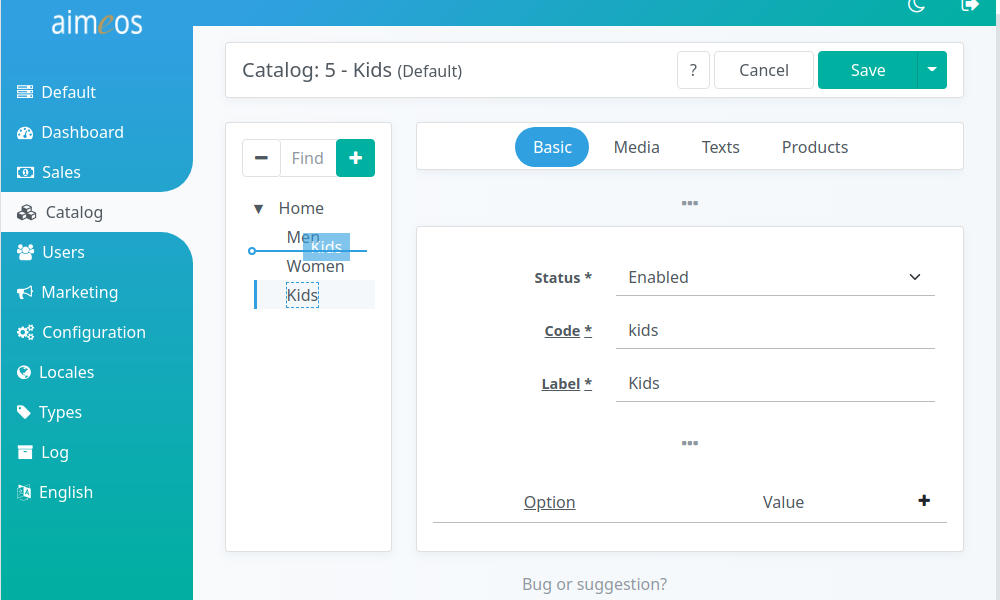 aimeos
Default
Dashboard
Sales
Catalog
Users
Marketing
Configuration
Locales
Types
Log
English
Catalog: 5 - Kids (Default)
?
Cancel
Save
Find
Home
Men
Kids
Women
Kids
Basic
Media
Texts
Products
Status *
Enabled
Code *
kids
Label *
Kids
Option
Value
Bug or suggestion?